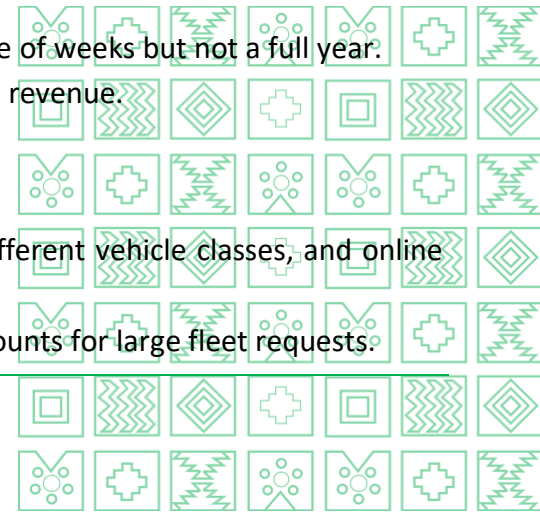 e of weeks but not a full year.
revenue.
fferent vehicle classes, and online
ounts for large fleet requests.